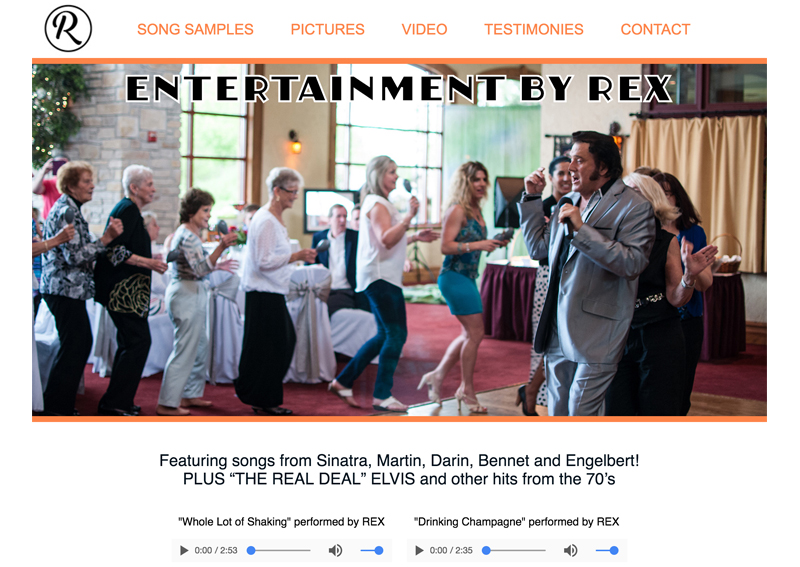 R
SONG SAMPLES PICTURES VIDEO TESTIMONIES CONTACT
ENTERTAINMENT BY REX
Featuring songs from Sinatra, Martin, Darin, Bennet and Engelbert!
PLUS “THE REAL DEAL” ELVIS and other hits from the 70’s
"Whole Lot of Shaking" performed by REX "Drinking Champagne" performed by REX
0:00 / 2:53 0:00 / 2:35